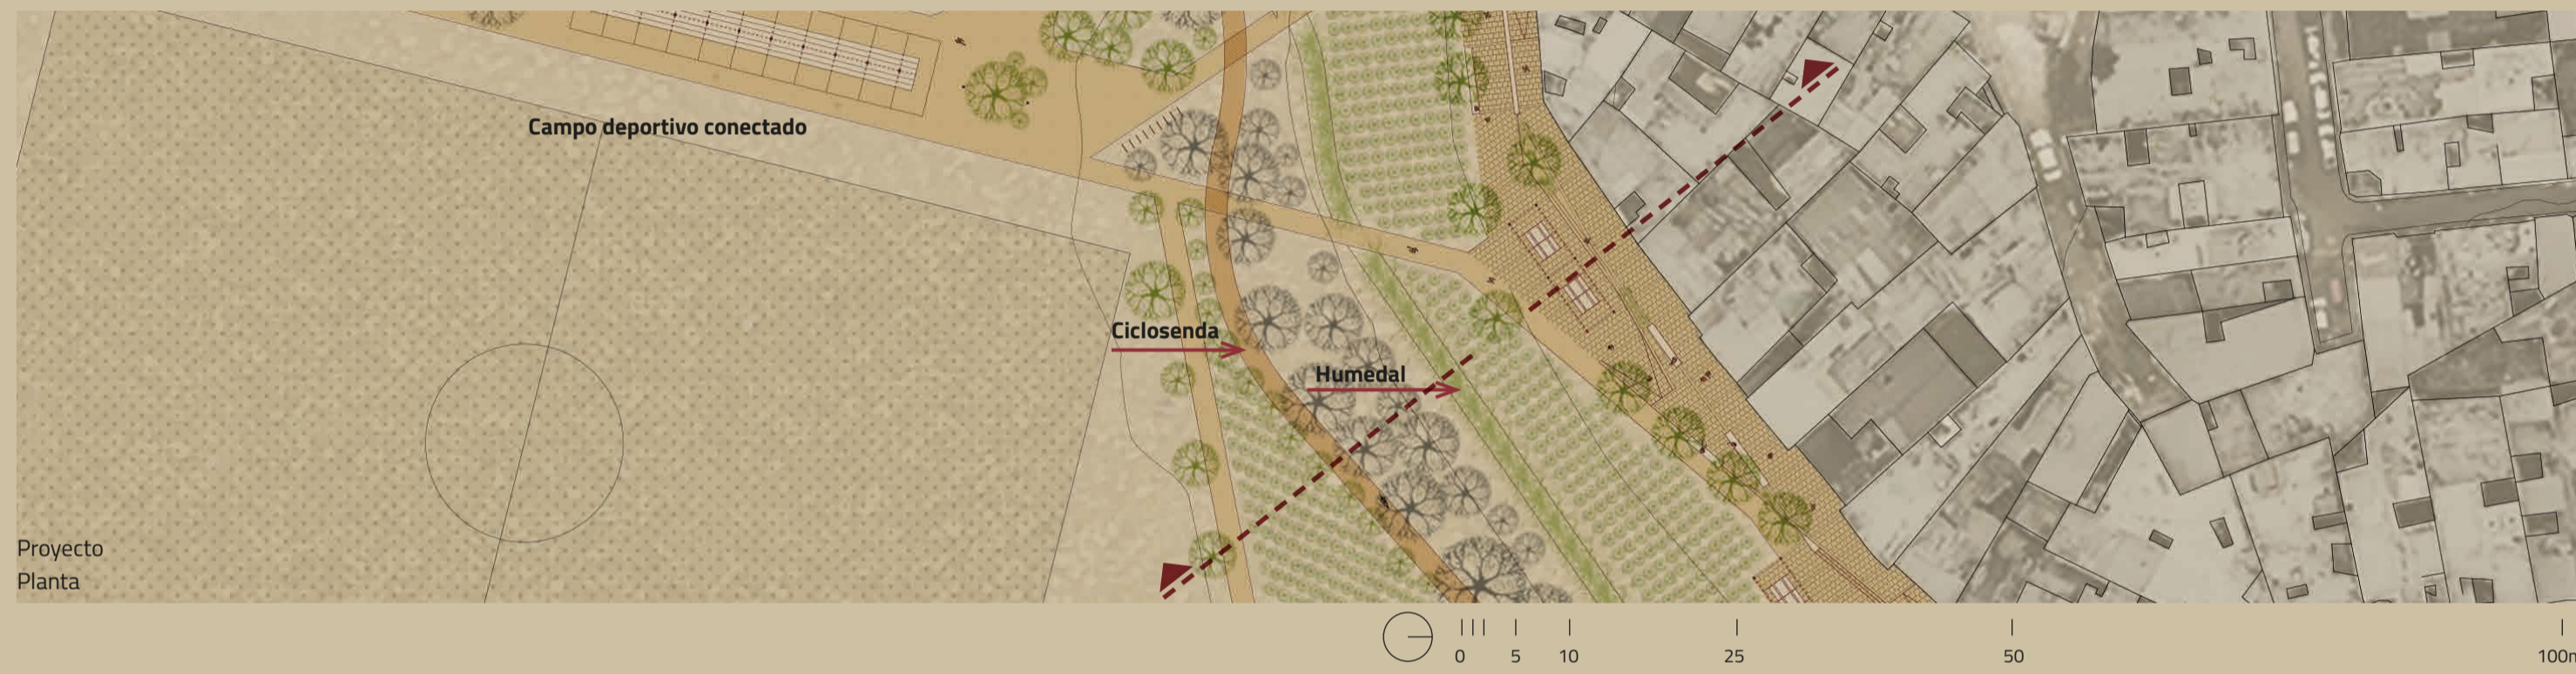 Campo deportivo conectado
Ciclosenda
Humedal
Proyecto
Planta
0 5 10 25 50 100m